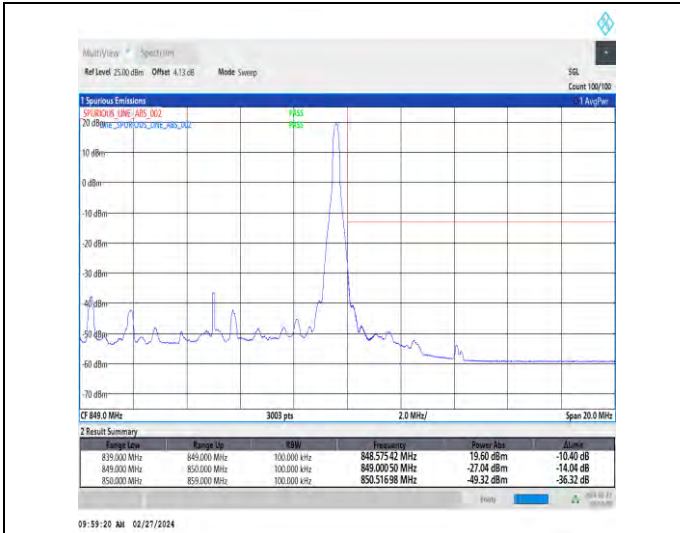 MultiView Spectrum
Ref Level 25.00 dBm Offset 4.13 dB Mode Sweep SGL
Count 100/100
1 Spurious Emissions 1 AvgPwr
SPURIOUS_LINE_ABS_002 PASS
20 dBm LINE _SPURIOUS_LINE_ABS_002 PASS
10 dBm
0 dBm
-10 dBm
-20 dBm
-30 dBm
-40 dBm
-50 dBm
-60 dBm
-70 dBm
CF 849.0 MHz 3003 pts 2.0 MHz/ Span 20.0 MHz
2 Result Summary
Range Low Range Up RBW Frequency Power Abs ΔLimit
839.000 MHz 849.000 MHz 100.000 kHz 848.57542 MHz 19.60 dBm -10.40 dB
849.000 MHz 850.000 MHz 100.000 kHz 849.00050 MHz -27.04 dBm -14.04 dB
850.000 MHz 859.000 MHz 100.000 kHz 850.51698 MHz -49.32 dBm -36.32 dB
09:59:20 AM 02/27/2024